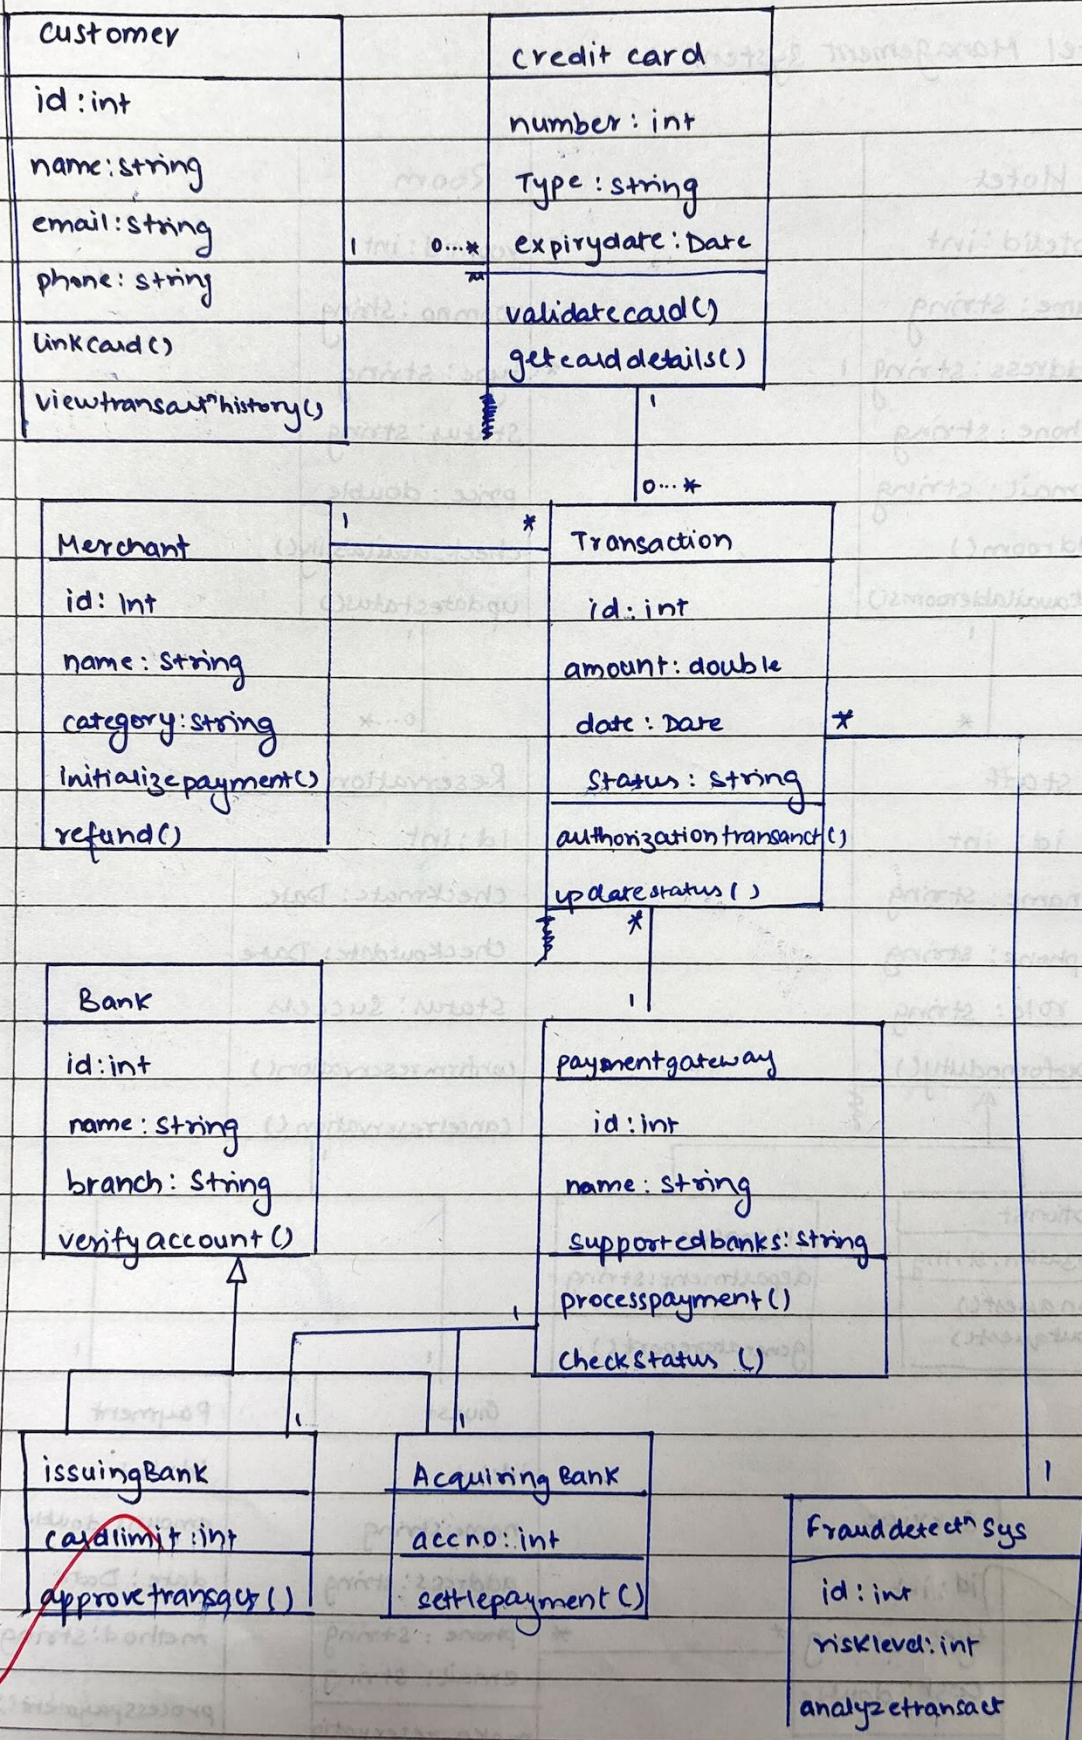 customer
id : int
name : string
email : string
phone : string
Linkcard ( )
viewtransactⁿhistory( )
credit card
number : int
Type : string
expirydate : Date
validatecard ( )
getcard details ( )
1
0...*
1
0...*
Merchant
id : Int
name : string
category : string
initializepayment( )
refund ( )
1
*
Transaction
id : int
amount : double
date : Date
status : string
authorizationtransanct ( )
updatestatus ( )
*
*
1
Bank
id : int
name : string
branch : String
verifyaccount ( )
paymentgateway
id : int
name : string
supportedbanks : string
processpayment ( )
checkstatus ( )
1
1
1
1
issuingBank
cardlimit : int
approvetransact ( )
Acquiring Bank
accno : int
settlepayment ( )
Frauddetectⁿ Sys
id : int
risklevel : int
analyzetransact